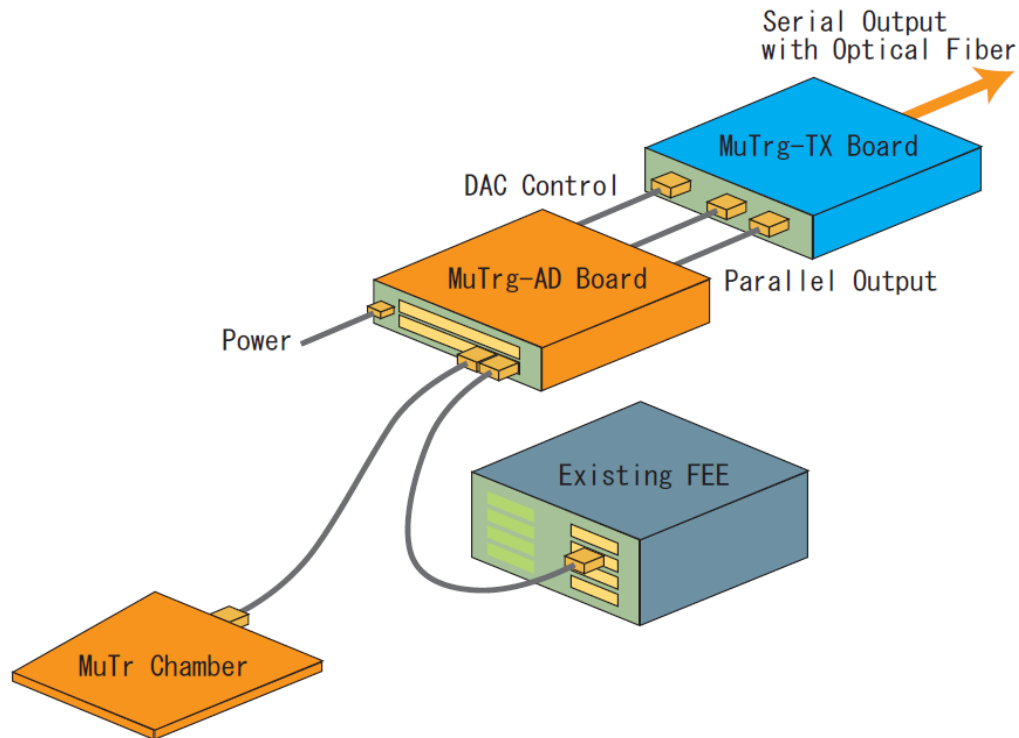 Serial Output
with Optical Fiber
MuTrg-TX Board
DAC Control
MuTrg-AD Board
Parallel Output
Power
Existing FEE
MuTr Chamber